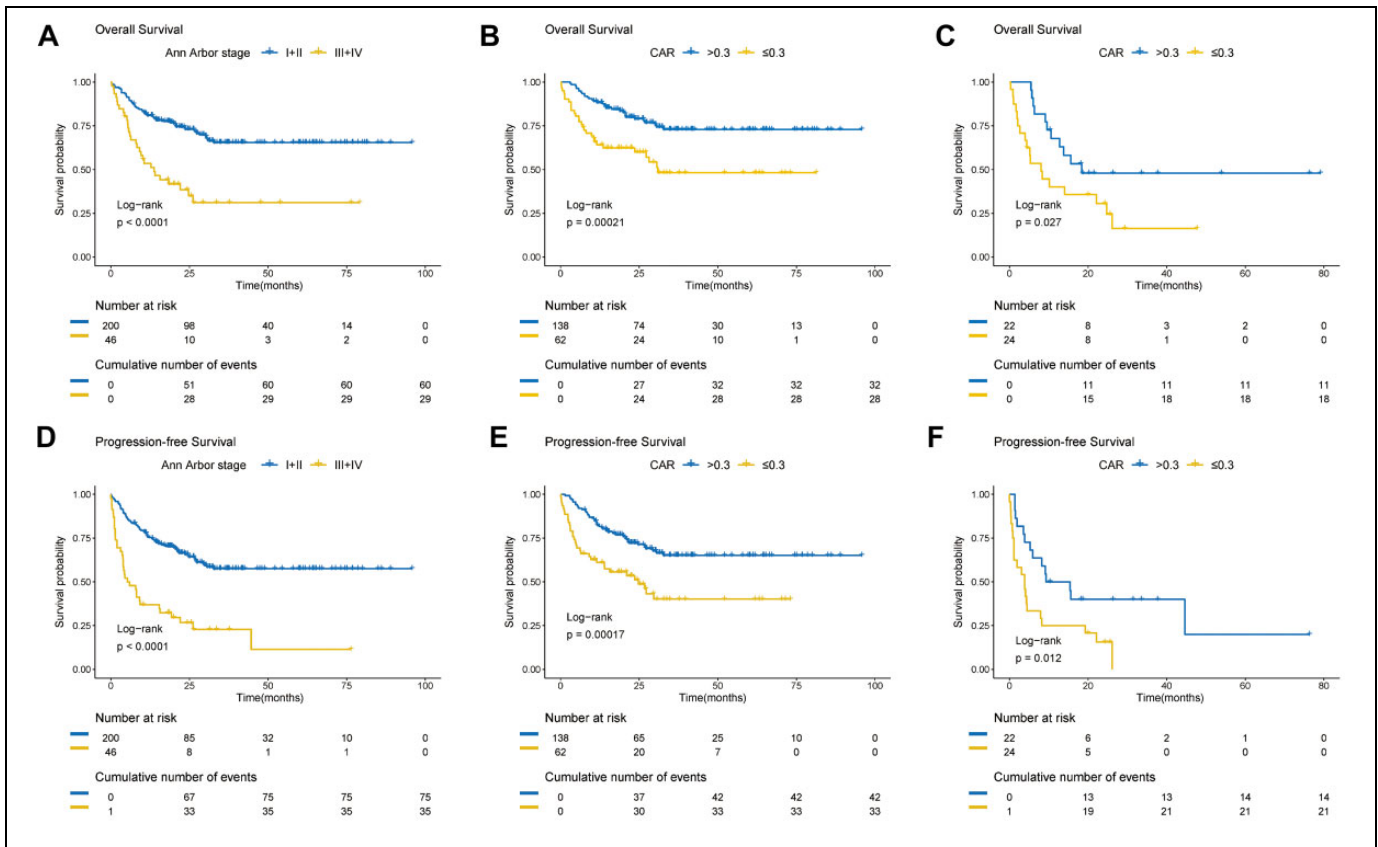 A
Overall Survival
Ann Arbor stage I+II III+IV
Survival probability
1.00
0.75
0.50
0.25
0.00
Log−rank
p < 0.0001
0 25 50 75 100
Time(months)
Number at risk
200 98 40 14 0
46 10 3 2 0
Cumulative number of events
0 51 60 60 60
0 28 29 29 29
B
Overall Survival
CAR >0.3 ≤0.3
Survival probability
1.00
0.75
0.50
0.25
0.00
Log−rank
p = 0.00021
0 25 50 75 100
Time(months)
Number at risk
138 74 30 13 0
62 24 10 1 0
Cumulative number of events
0 27 32 32 32
0 24 28 28 28
C
Overall Survival
CAR >0.3 ≤0.3
Survival probability
1.00
0.75
0.50
0.25
0.00
Log−rank
p = 0.027
0 20 40 60 80
Time(months)
Number at risk
22 8 3 2 0
24 8 1 0 0
Cumulative number of events
0 11 11 11 11
0 15 18 18 18
D
Progression-free Survival
Ann Arbor stage I+II III+IV
Survival probability
1.00
0.75
0.50
0.25
0.00
Log−rank
p < 0.0001
0 25 50 75 100
Time(months)
Number at risk
200 85 32 10 0
46 8 1 1 0
Cumulative number of events
0 67 75 75 75
1 33 35 35 35
E
Progression-free Survival
CAR >0.3 ≤0.3
Survival probability
1.00
0.75
0.50
0.25
0.00
Log−rank
p = 0.00017
0 25 50 75 100
Time(months)
Number at risk
138 65 25 10 0
62 20 7 0 0
Cumulative number of events
0 37 42 42 42
0 30 33 33 33
F
Progression-free Survival
CAR >0.3 ≤0.3
Survival probability
1.00
0.75
0.50
0.25
0.00
Log−rank
p = 0.012
0 20 40 60 80
Time(months)
Number at risk
22 6 2 1 0
24 5 0 0 0
Cumulative number of events
0 13 13 14 14
1 19 21 21 21